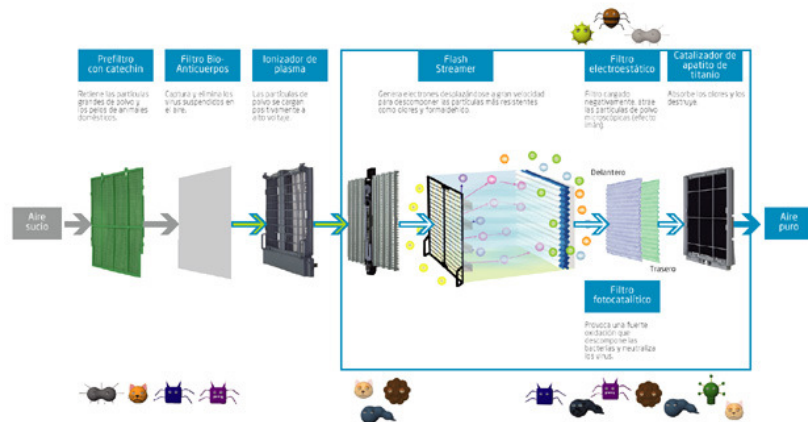 Prefiltro
con catechin
Retiene las partículas
grandes de polvo y
los pelos de animales
domésticos.
Filtro Bio-
Anticuerpos
Captura y elimina los
virus suspendidos en
el aire.
Ionizador de
plasma
Las partículas
de polvo se cargan
positivamente a
alto voltaje.
Flash
Streamer
Genera electrones desplazándose a gran velocidad
para descomponer las partículas más resistentes
como olores y formaldehido.
Filtro
electroestático
Filtro cargado
negativamente, atrae
las partículas de polvo
microscópicas (efecto
imán).
Catalizador de
apatito de
titanio
Absorbe los olores y los
destruye.
Aire
sucio
Delantero
Trasero
Aire
puro
Filtro
fotocatalítico
Provoca una fuerte
oxidación que
descompone las
bacterias y neutraliza
los virus.